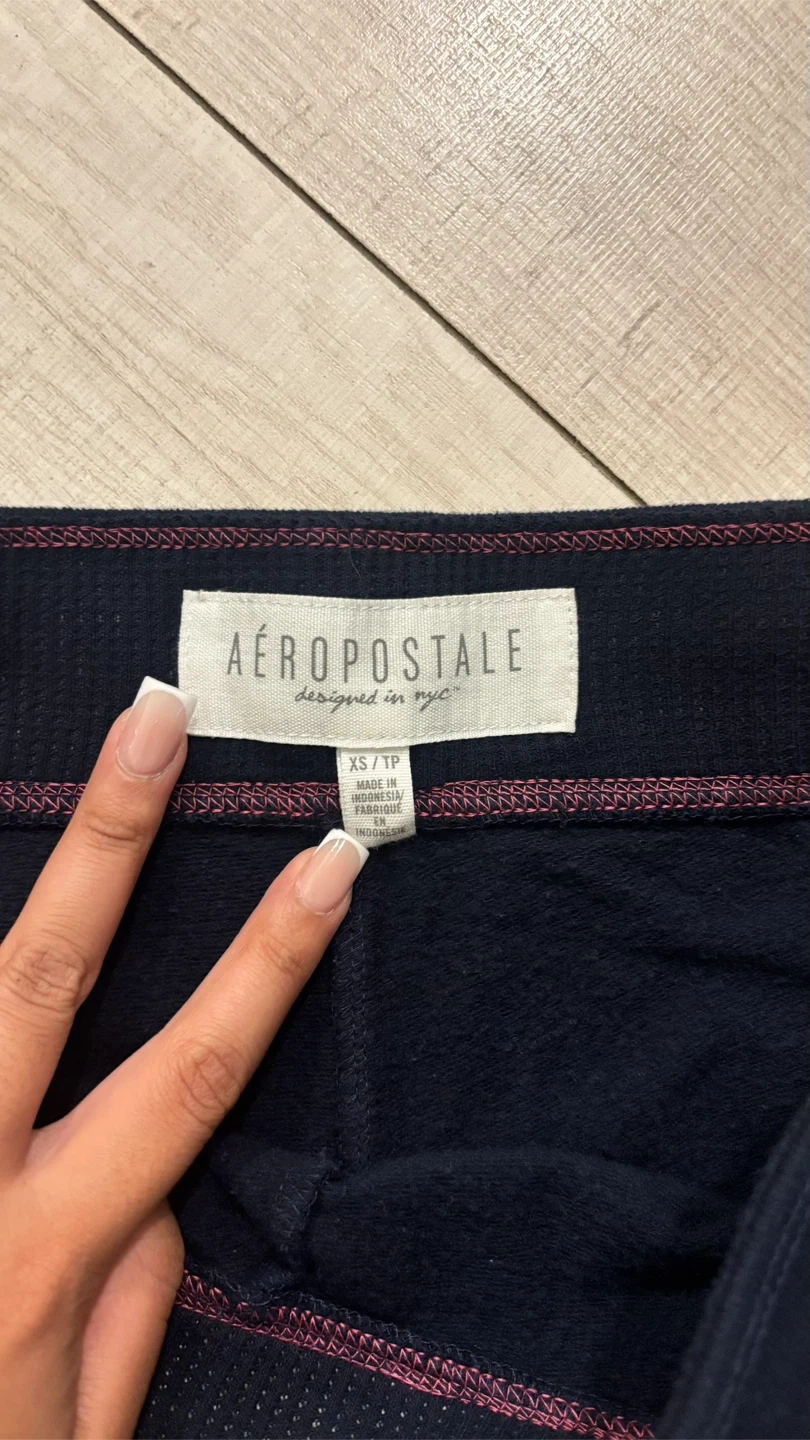 AÉROPOSTALE
designed in nyc™
XS / TP
MADE IN
INDONESIA/
FABRIQUÉ
EN
INDONÉSIE